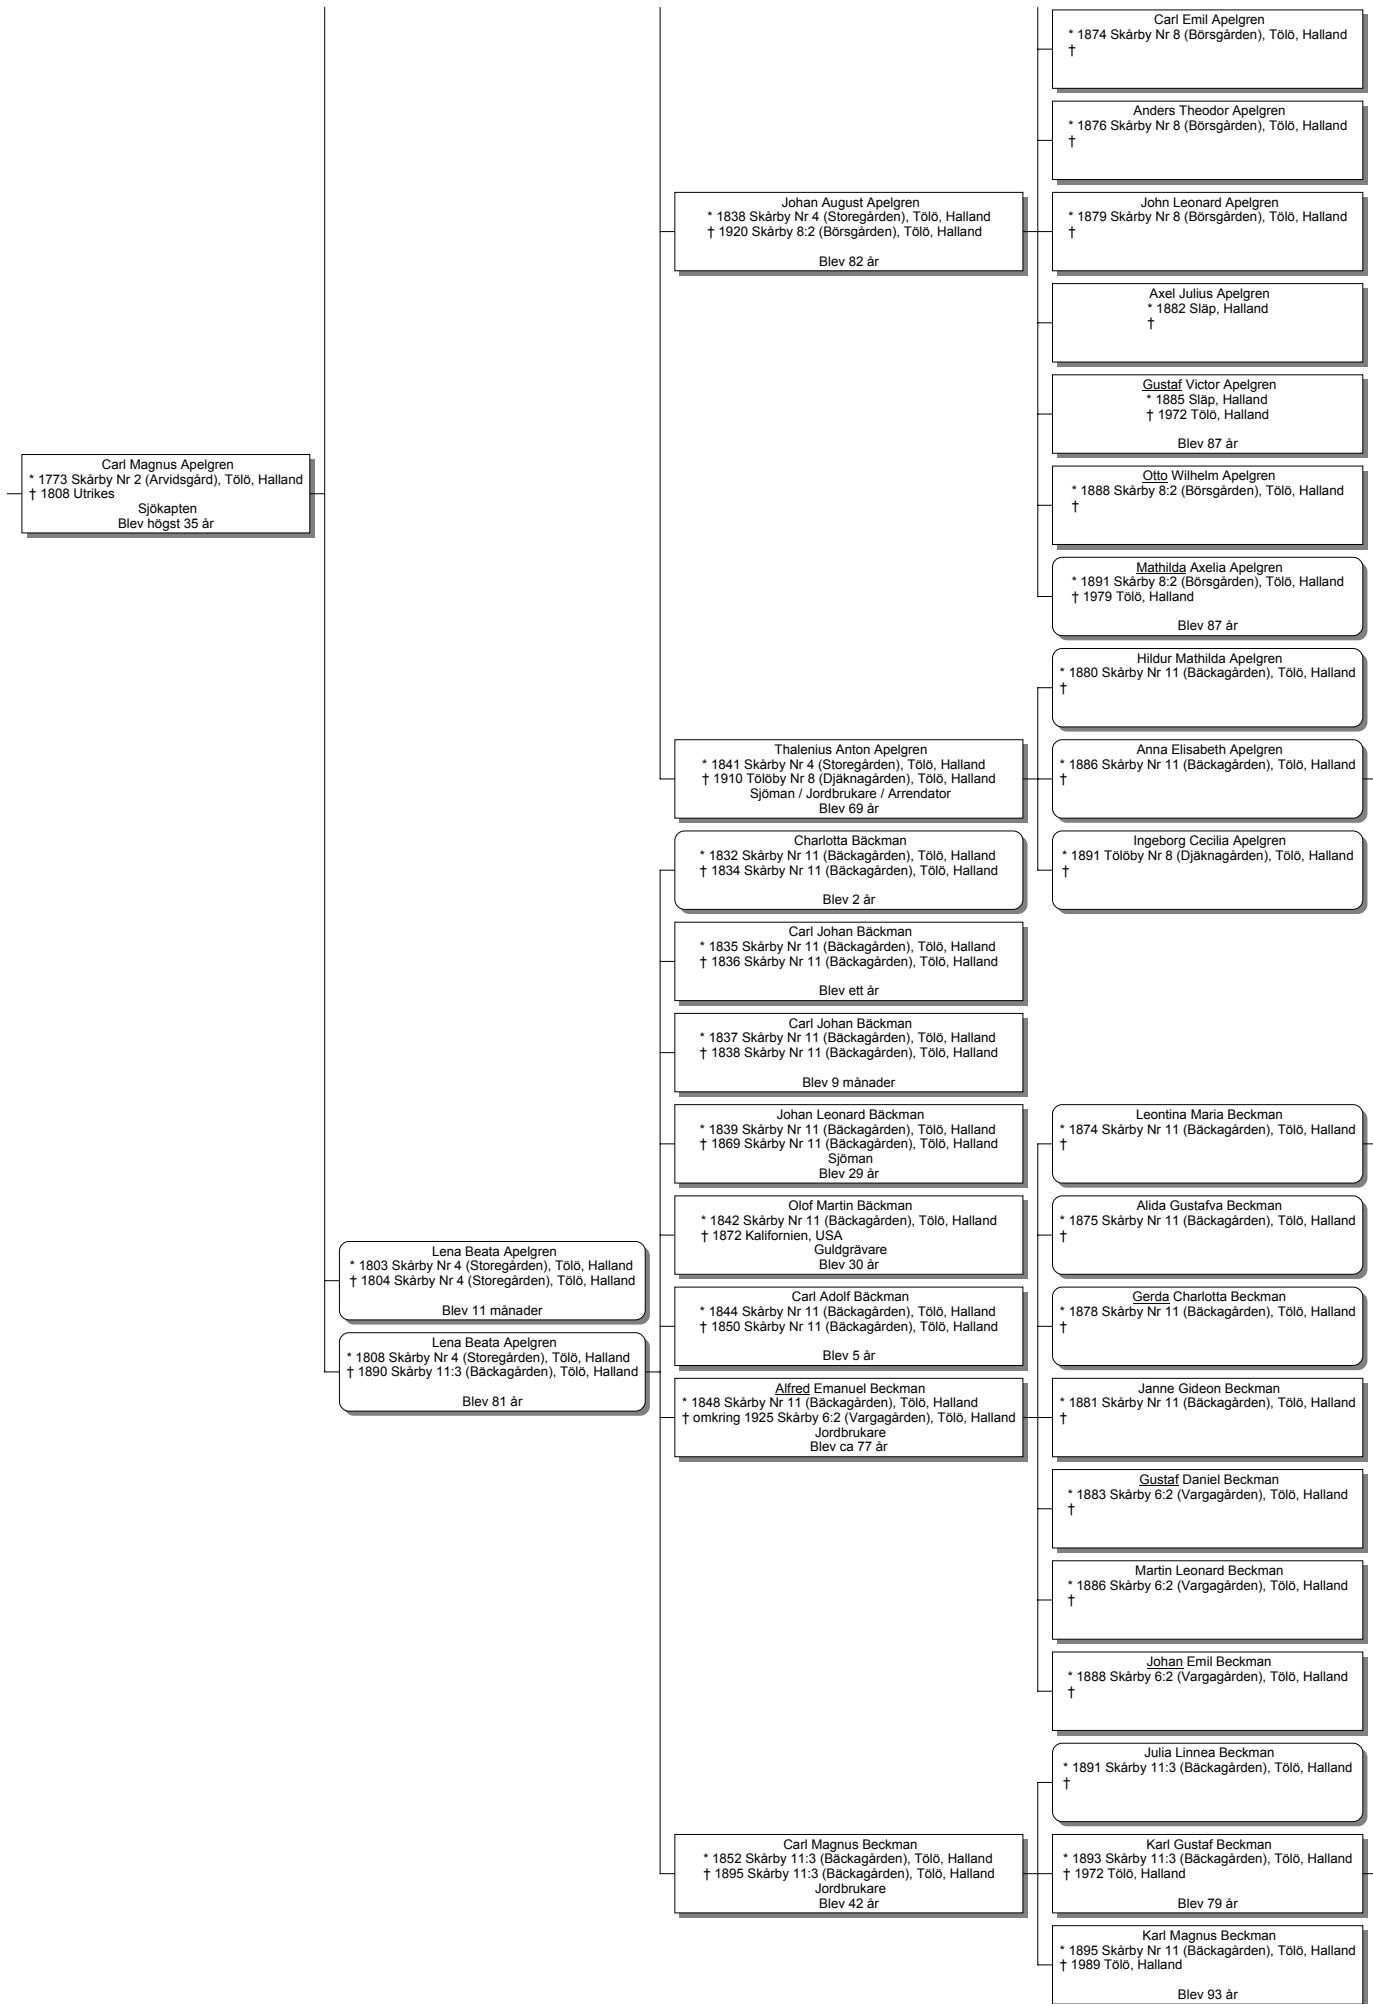 Carl Magnus Apelgren
* 1773 Skårby Nr 2 (Arvidsgård), Tölö, Halland
† 1808 Utrikes
Sjökapten
Blev högst 35 år
Lena Beata Apelgren
* 1803 Skårby Nr 4 (Storegården), Tölö, Halland
† 1804 Skårby Nr 4 (Storegården), Tölö, Halland
Blev 11 månader
Lena Beata Apelgren
* 1808 Skårby Nr 4 (Storegården), Tölö, Halland
† 1890 Skårby 11:3 (Bäckagården), Tölö, Halland
Blev 81 år
Johan August Apelgren
* 1838 Skårby Nr 4 (Storegården), Tölö, Halland
† 1920 Skårby 8:2 (Börsgården), Tölö, Halland
Blev 82 år
Thalenius Anton Apelgren
* 1841 Skårby Nr 4 (Storegården), Tölö, Halland
† 1910 Tölöby Nr 8 (Djäknagården), Tölö, Halland
Sjöman / Jordbrukare / Arrendator
Blev 69 år
Charlotta Bäckman
* 1832 Skårby Nr 11 (Bäckagården), Tölö, Halland
† 1834 Skårby Nr 11 (Bäckagården), Tölö, Halland
Blev 2 år
Carl Johan Bäckman
* 1835 Skårby Nr 11 (Bäckagården), Tölö, Halland
† 1836 Skårby Nr 11 (Bäckagården), Tölö, Halland
Blev ett år
Carl Johan Bäckman
* 1837 Skårby Nr 11 (Bäckagården), Tölö, Halland
† 1838 Skårby Nr 11 (Bäckagården), Tölö, Halland
Blev 9 månader
Johan Leonard Bäckman
* 1839 Skårby Nr 11 (Bäckagården), Tölö, Halland
† 1869 Skårby Nr 11 (Bäckagården), Tölö, Halland
Sjöman
Blev 29 år
Olof Martin Bäckman
* 1842 Skårby Nr 11 (Bäckagården), Tölö, Halland
† 1872 Kalifornien, USA
Guldgrävare
Blev 30 år
Carl Adolf Bäckman
* 1844 Skårby Nr 11 (Bäckagården), Tölö, Halland
† 1850 Skårby Nr 11 (Bäckagården), Tölö, Halland
Blev 5 år
Alfred Emanuel Beckman
* 1848 Skårby Nr 11 (Bäckagården), Tölö, Halland
† omkring 1925 Skårby 6:2 (Vargagården), Tölö, Halland
Jordbrukare
Blev ca 77 år
Carl Magnus Beckman
* 1852 Skårby 11:3 (Bäckagården), Tölö, Halland
† 1895 Skårby 11:3 (Bäckagården), Tölö, Halland
Jordbrukare
Blev 42 år
Carl Emil Apelgren
* 1874 Skårby Nr 8 (Börsgården), Tölö, Halland
†
Anders Theodor Apelgren
* 1876 Skårby Nr 8 (Börsgården), Tölö, Halland
†
John Leonard Apelgren
* 1879 Skårby Nr 8 (Börsgården), Tölö, Halland
†
Axel Julius Apelgren
* 1882 Släp, Halland
†
Gustaf Victor Apelgren
* 1885 Släp, Halland
† 1972 Tölö, Halland
Blev 87 år
Otto Wilhelm Apelgren
* 1888 Skårby 8:2 (Börsgården), Tölö, Halland
†
Mathilda Axelia Apelgren
* 1891 Skårby 8:2 (Börsgården), Tölö, Halland
† 1979 Tölö, Halland
Blev 87 år
Hildur Mathilda Apelgren
* 1880 Skårby Nr 11 (Bäckagården), Tölö, Halland
†
Anna Elisabeth Apelgren
* 1886 Skårby Nr 11 (Bäckagården), Tölö, Halland
†
Ingeborg Cecilia Apelgren
* 1891 Tölöby Nr 8 (Djäknagården), Tölö, Halland
†
Leontina Maria Beckman
* 1874 Skårby Nr 11 (Bäckagården), Tölö, Halland
†
Alida Gustafva Beckman
* 1875 Skårby Nr 11 (Bäckagården), Tölö, Halland
†
Gerda Charlotta Beckman
* 1878 Skårby Nr 11 (Bäckagården), Tölö, Halland
†
Janne Gideon Beckman
* 1881 Skårby Nr 11 (Bäckagården), Tölö, Halland
†
Gustaf Daniel Beckman
* 1883 Skårby 6:2 (Vargagården), Tölö, Halland
†
Martin Leonard Beckman
* 1886 Skårby 6:2 (Vargagården), Tölö, Halland
†
Johan Emil Beckman
* 1888 Skårby 6:2 (Vargagården), Tölö, Halland
†
Julia Linnea Beckman
* 1891 Skårby 11:3 (Bäckagården), Tölö, Halland
†
Karl Gustaf Beckman
* 1893 Skårby 11:3 (Bäckagården), Tölö, Halland
† 1972 Tölö, Halland
Blev 79 år
Karl Magnus Beckman
* 1895 Skårby Nr 11 (Bäckagården), Tölö, Halland
† 1989 Tölö, Halland
Blev 93 år